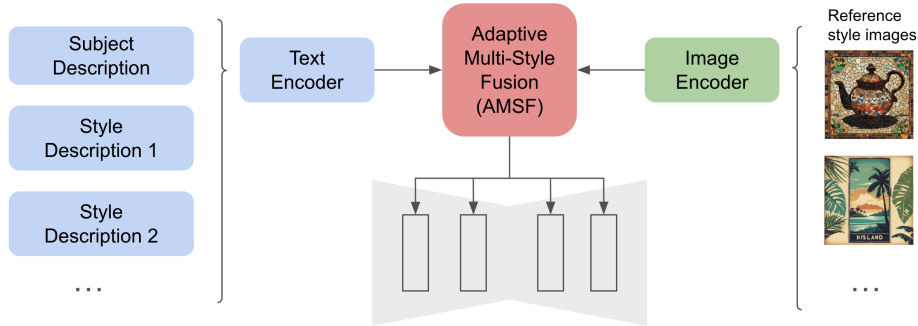 Subject
Description
Style
Description 1
Style
Description 2
...
Text
Encoder
Adaptive
Multi-Style
Fusion
(AMSF)
Image
Encoder
Reference
style images
HISLAND
...